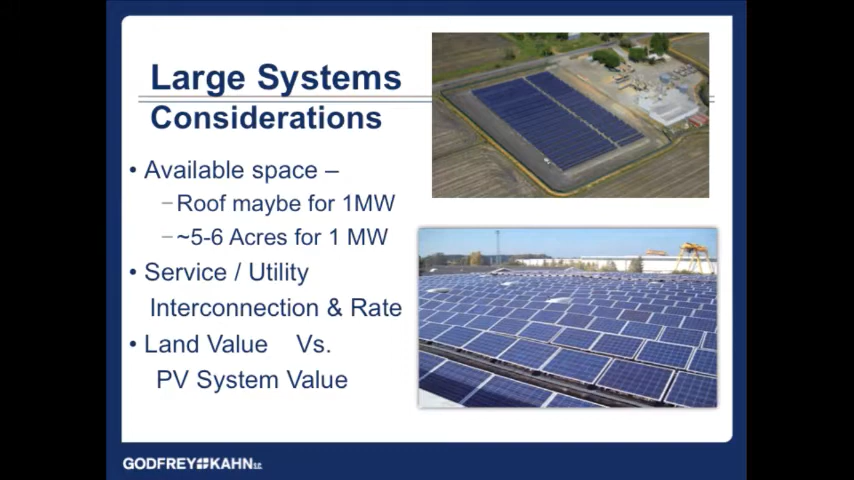 Large Systems
Considerations
• Available space –
–Roof maybe for 1MW
–~5-6 Acres for 1 MW
• Service / Utility
Interconnection & Rate
• Land Value Vs.
PV System Value
GODFREY KAHN S.C.